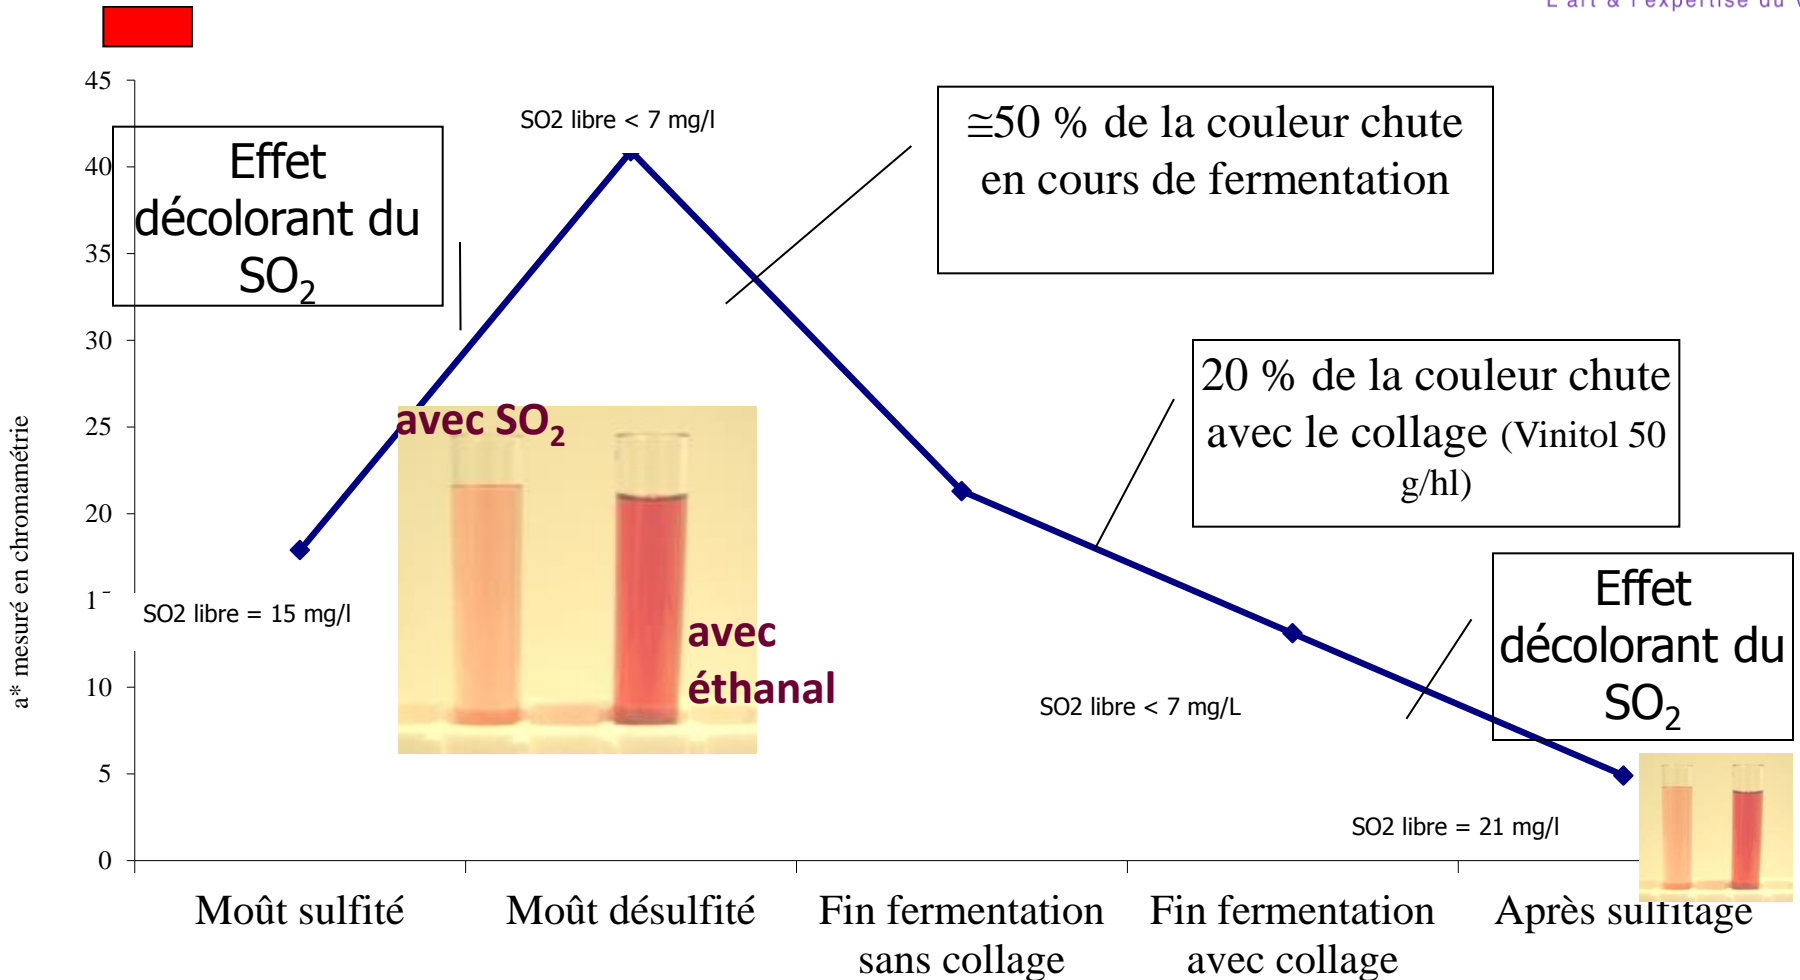 L'art & l'expertise du
45
40
35
30
25
20
10
5
0
a* mesuré en chromamétrie
Effet
décolorant du
SO₂
SO2 libre < 7 mg/l
≅50 % de la couleur chute
en cours de fermentation
20 % de la couleur chute
avec le collage (Vinitol 50
g/hl)
avec SO₂
avec
éthanal
SO2 libre = 15 mg/l
SO2 libre < 7 mg/L
Effet
décolorant du
SO₂
SO2 libre = 21 mg/l
Moût sulfité
Moût désulfité
Fin fermentation
sans collage
Fin fermentation
avec collage
Après sulfitage